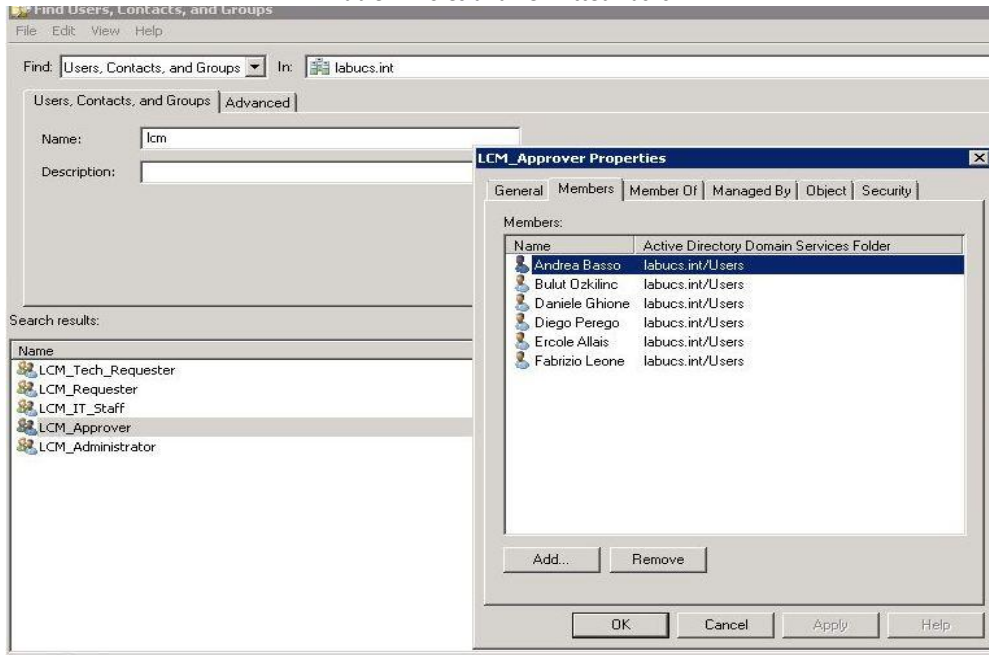 Find Users, Contacts, and Groups
File Edit View Help
Find: Users, Contacts, and Groups In: labucs.int
Users, Contacts, and Groups Advanced
Name: lcm
Description:
Search results:
Name
LCM_Tech_Requester
LCM_Requester
LCM_IT_Staff
LCM_Approver
LCM_Administrator
LCM_Approver Properties
General Members Member Of Managed By Object Security
Members:
Name Active Directory Domain Services Folder
Andrea Basso labucs.int/Users
Bulut Ozkilinc labucs.int/Users
Daniele Ghione labucs.int/Users
Diego Perego labucs.int/Users
Ercole Allais labucs.int/Users
Fabrizio Leone labucs.int/Users
Add... Remove
OK Cancel Apply Help